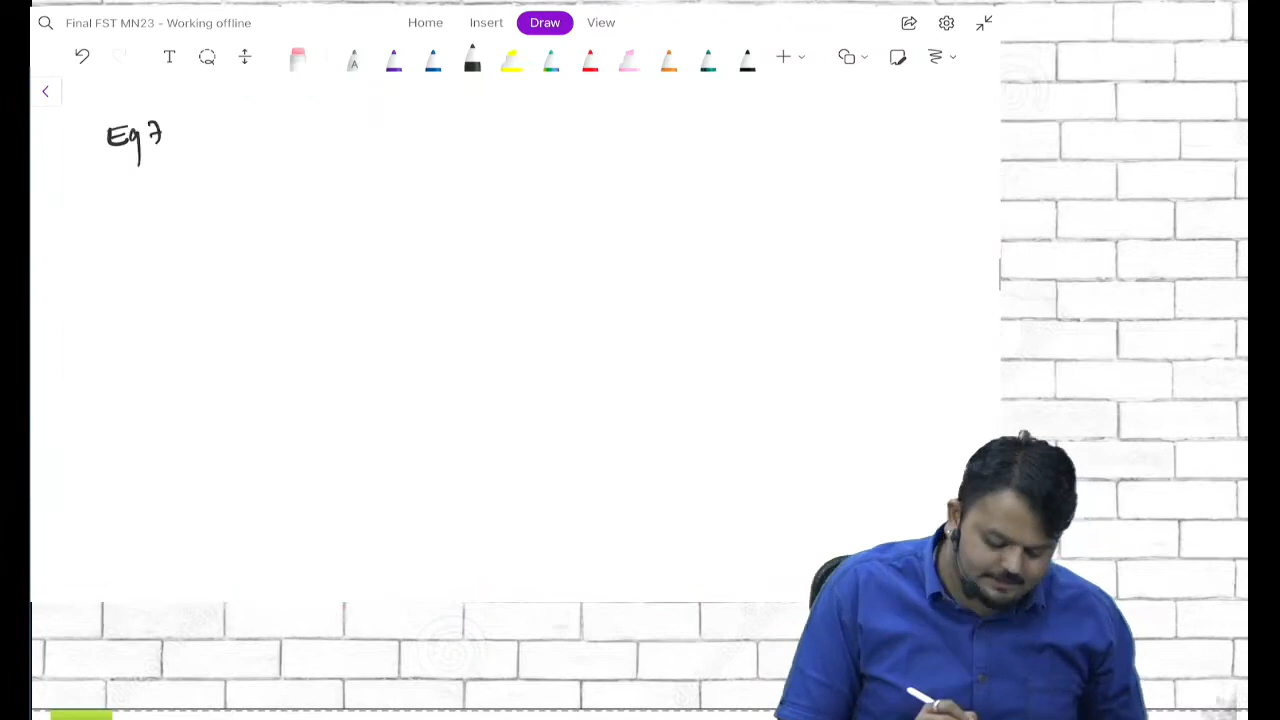 Final FST MN23 - Working offline
Home Insert Draw View
T
A
Eg 7